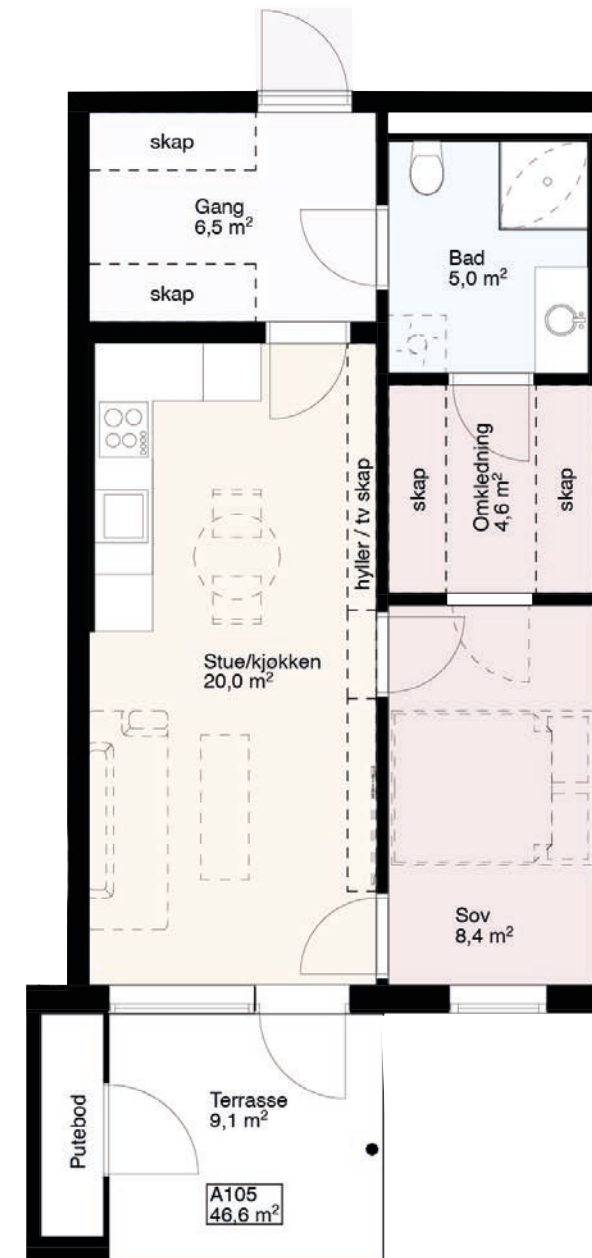 skap
Gang
6,5 m²
skap
Bad
5,0 m²
skap
Omkledning
4,6 m²
skap
hyller / tv skap
Stue/kjøkken
20,0 m²
Sov
8,4 m²
Putebod
Terrasse
9,1 m²
A105
46,6 m²